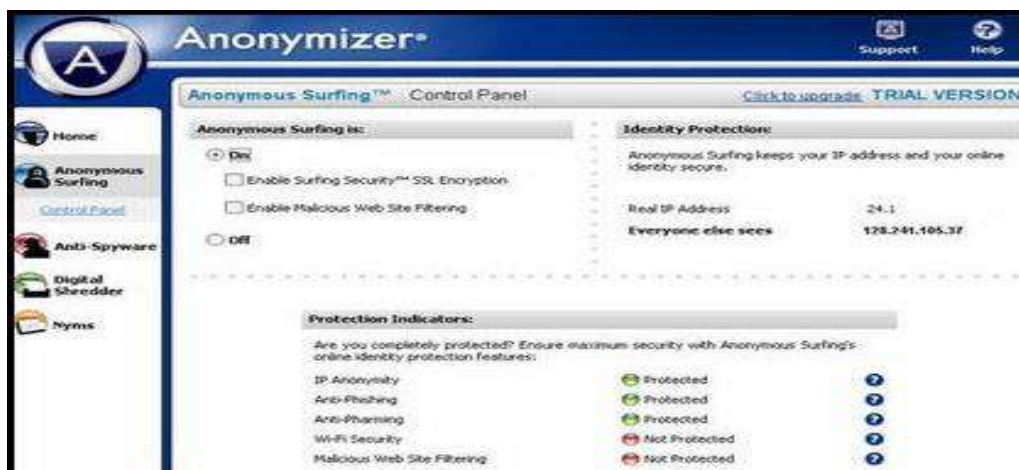 Anonymizer®
Support
Help
Anonymous Surfing™ Control Panel
Click to upgrade TRIAL VERSION
Home
Anonymous
Surfing
Control Panel
Anti-Spyware
Digital
Shredder
Nyms
Anonymous Surfing is:
On
Enable Surfing Security™ SSL Encryption
Enable Malicious Web Site Filtering
Off
Identity Protection:
Anonymous Surfing keeps your IP address and your online
identity secure.
Real IP Address 24.1
Everyone else sees 128.241.105.37
Protection Indicators:
Are you completely protected? Ensure maximum security with Anonymous Surfing's
online identity protection features:
IP Anonymity Protected
Anti-Phishing Protected
Anti-Pharming Protected
Wi-Fi Security Not Protected
Malicious Web Site Filtering Not Protected